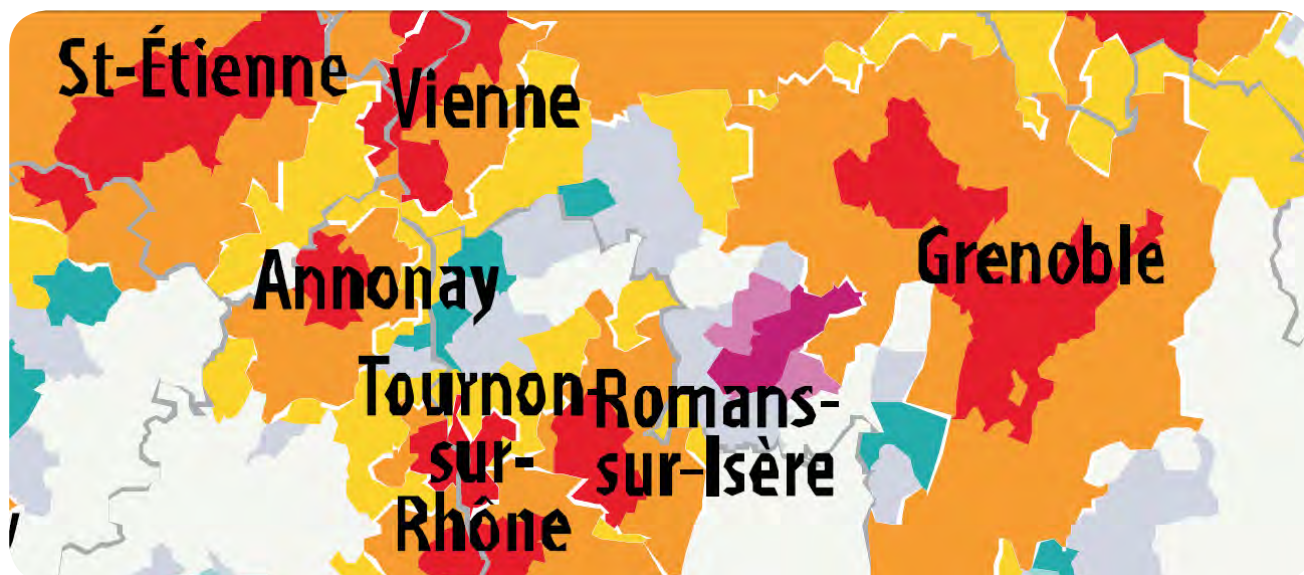 St-Étienne
Vienne
Grenoble
Annonay
Tournon-
sur-
Rhône
Romans-
sur-Isère